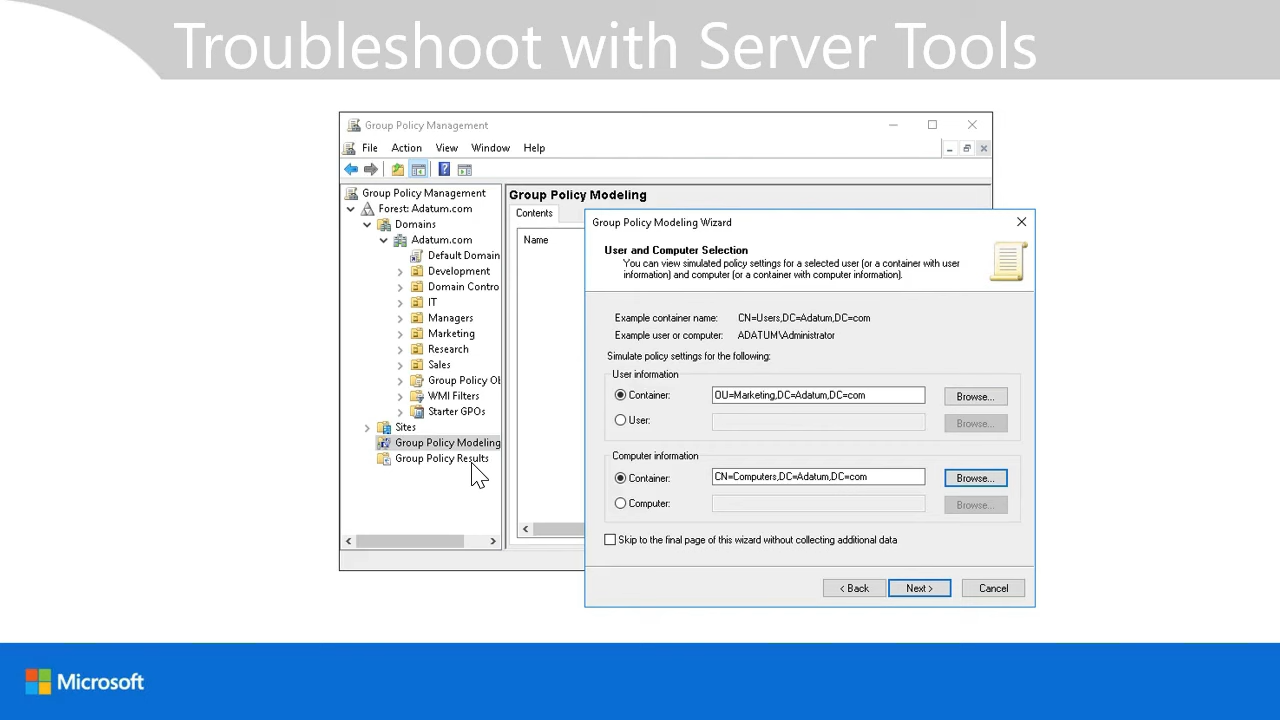 Troubleshoot with Server Tools
Group Policy Management
File Action View Window Help
Group Policy Management
Forest: Adatum.com
Domains
Adatum.com
Default Domain
Development
Domain Contro
IT
Managers
Marketing
Research
Sales
Group Policy Ob
WMI Filters
Starter GPOs
Sites
Group Policy Modeling
Group Policy Results
Group Policy Modeling
Contents
Name
Group Policy Modeling Wizard
User and Computer Selection
You can view simulated policy settings for a selected user (or a container with user
information) and computer (or a container with computer information).
Example container name: CN=Users,DC=Adatum,DC=com
Example user or computer: ADATUM\Administrator
Simulate policy settings for the following:
User information
Container: OU=Marketing,DC=Adatum,DC=com Browse...
User: Browse...
Computer information
Container: CN=Computers,DC=Adatum,DC=com Browse...
Computer: Browse...
Skip to the final page of this wizard without collecting additional data
< Back Next > Cancel
Microsoft